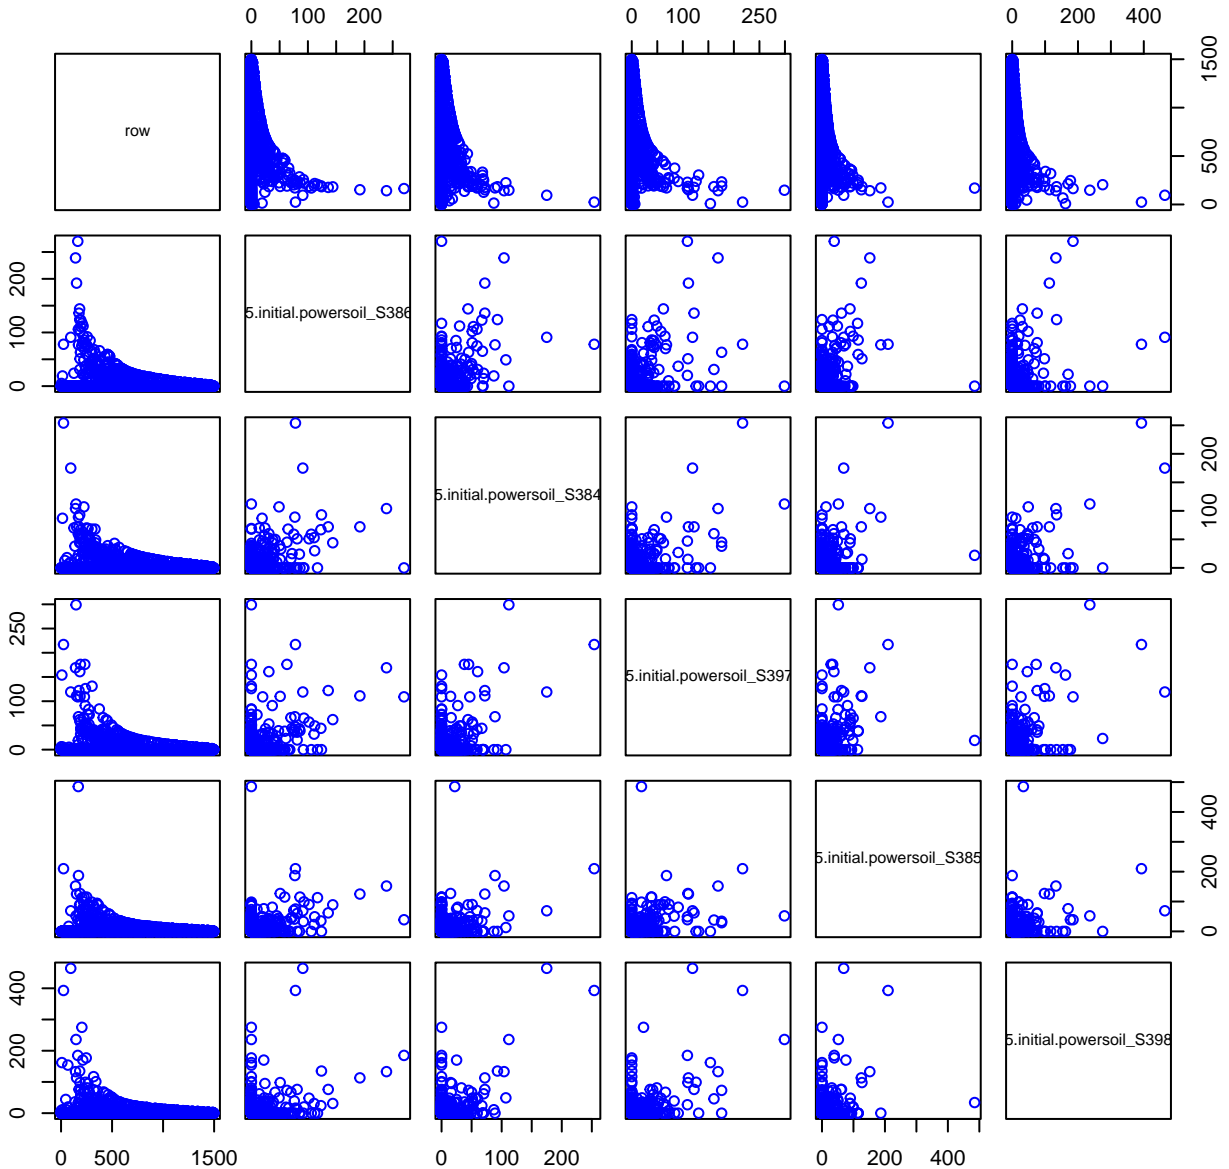 0 100 0 250 0 200 400
row
1500
500
0
200
100
0
5.initial.powersoil_S386
5.initial.powersoil_S384
200
100
0
250
100
0
5.initial.powersoil_S397
5.initial.powersoil_S385
400
200
0
400
200
0
5.initial.powersoil_S398
0 500 1500 0 100 200 0 200 400